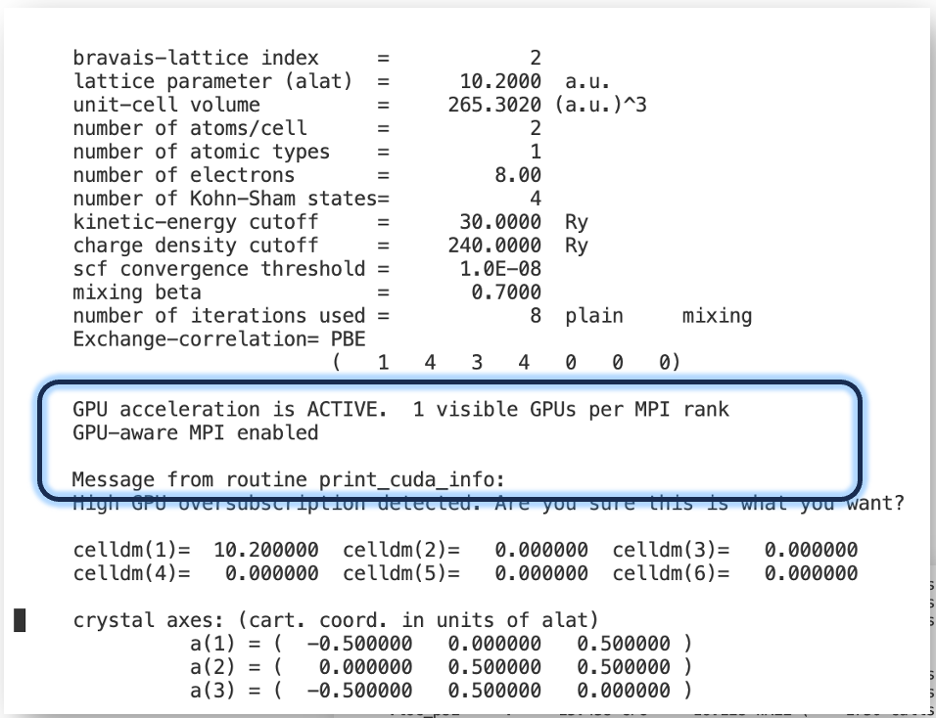 bravais-lattice index = 2
lattice parameter (alat) = 10.2000 a.u.
unit-cell volume = 265.3020 (a.u.)^3
number of atoms/cell = 2
number of atomic types = 1
number of electrons = 8.00
number of Kohn-Sham states= 4
kinetic-energy cutoff = 30.0000 Ry
charge density cutoff = 240.0000 Ry
scf convergence threshold = 1.0E-08
mixing beta = 0.7000
number of iterations used = 8 plain mixing
Exchange-correlation= PBE
( 1 4 3 4 0 0 0)
GPU acceleration is ACTIVE. 1 visible GPUs per MPI rank
GPU-aware MPI enabled
Message from routine print_cuda_info:
High GPU oversubscription detected. Are you sure this is what you want?
celldm(1)= 10.200000 celldm(2)= 0.000000 celldm(3)= 0.000000
celldm(4)= 0.000000 celldm(5)= 0.000000 celldm(6)= 0.000000
crystal axes: (cart. coord. in units of alat)
a(1) = ( -0.500000 0.000000 0.500000 )
a(2) = ( 0.000000 0.500000 0.500000 )
a(3) = ( -0.500000 0.500000 0.000000 )